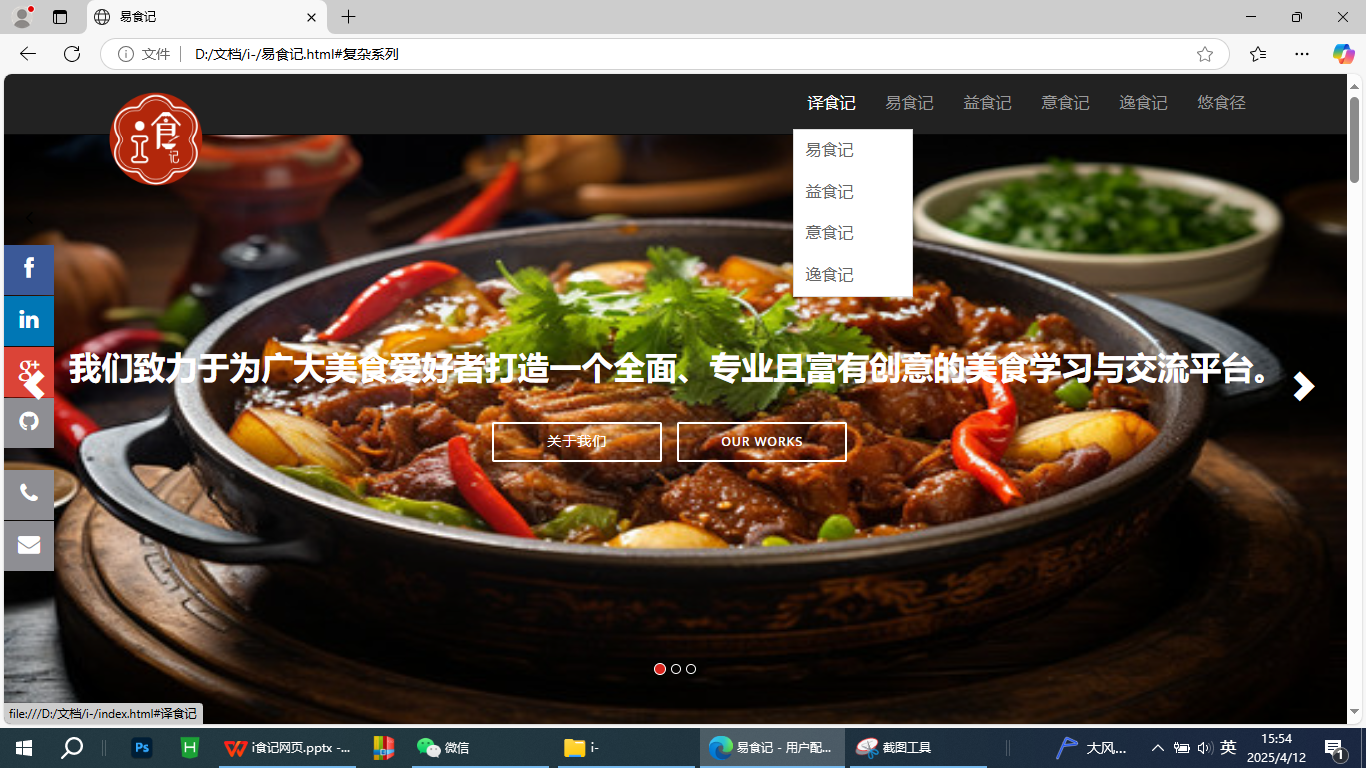 易食记
文件
D:/文档/i-/易食记.html#复杂系列
i食记
译食记 易食记 益食记 意食记 逸食记 悠食径
易食记
益食记
意食记
逸食记
f
in
g+
我们致力于为广大美食爱好者打造一个全面、专业且富有创意的美食学习与交流平台。
关于我们 OUR WORKS
file:///D:/文档/i-/index.html#译食记
Ps
H
i食记网页.pptx -...
微信
i-
易食记 - 用户配...
截图工具
大风...
英
15:54
2025/4/12
1